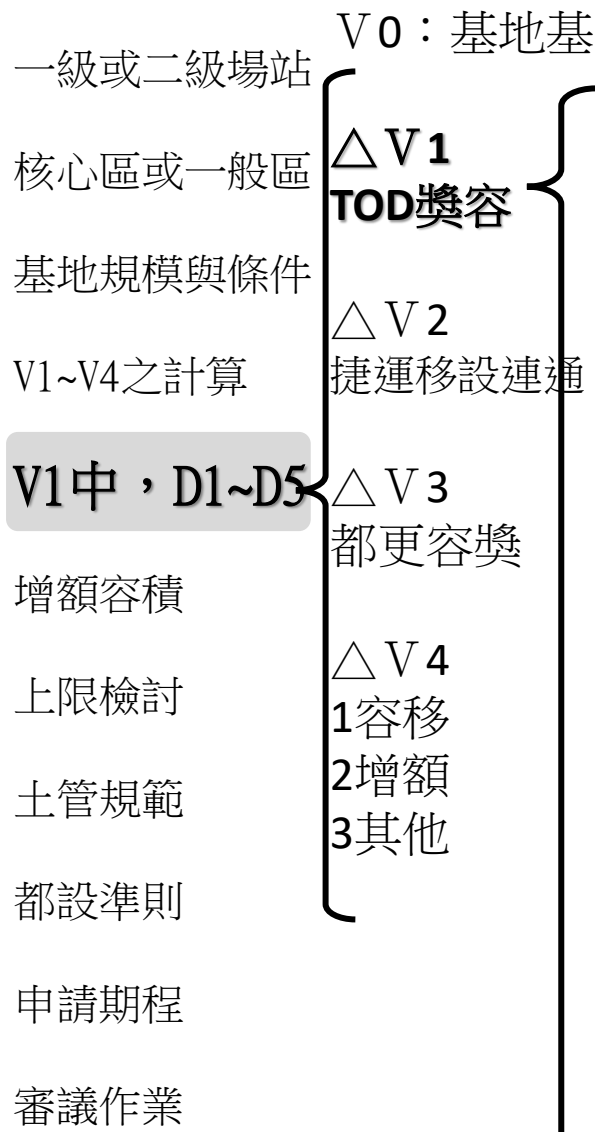 一級或二級場站
核心區或一般區
基地規模與條件
V1~V4之計算
V1中，D1~D5
增額容積
上限檢討
土管規範
都設準則
申請期程
審議作業
Ｖ0：基地基
△Ｖ1
TOD獎容
△Ｖ2
捷運移設連通
△Ｖ3
都更容獎
△Ｖ4
1容移
2增額
3其他